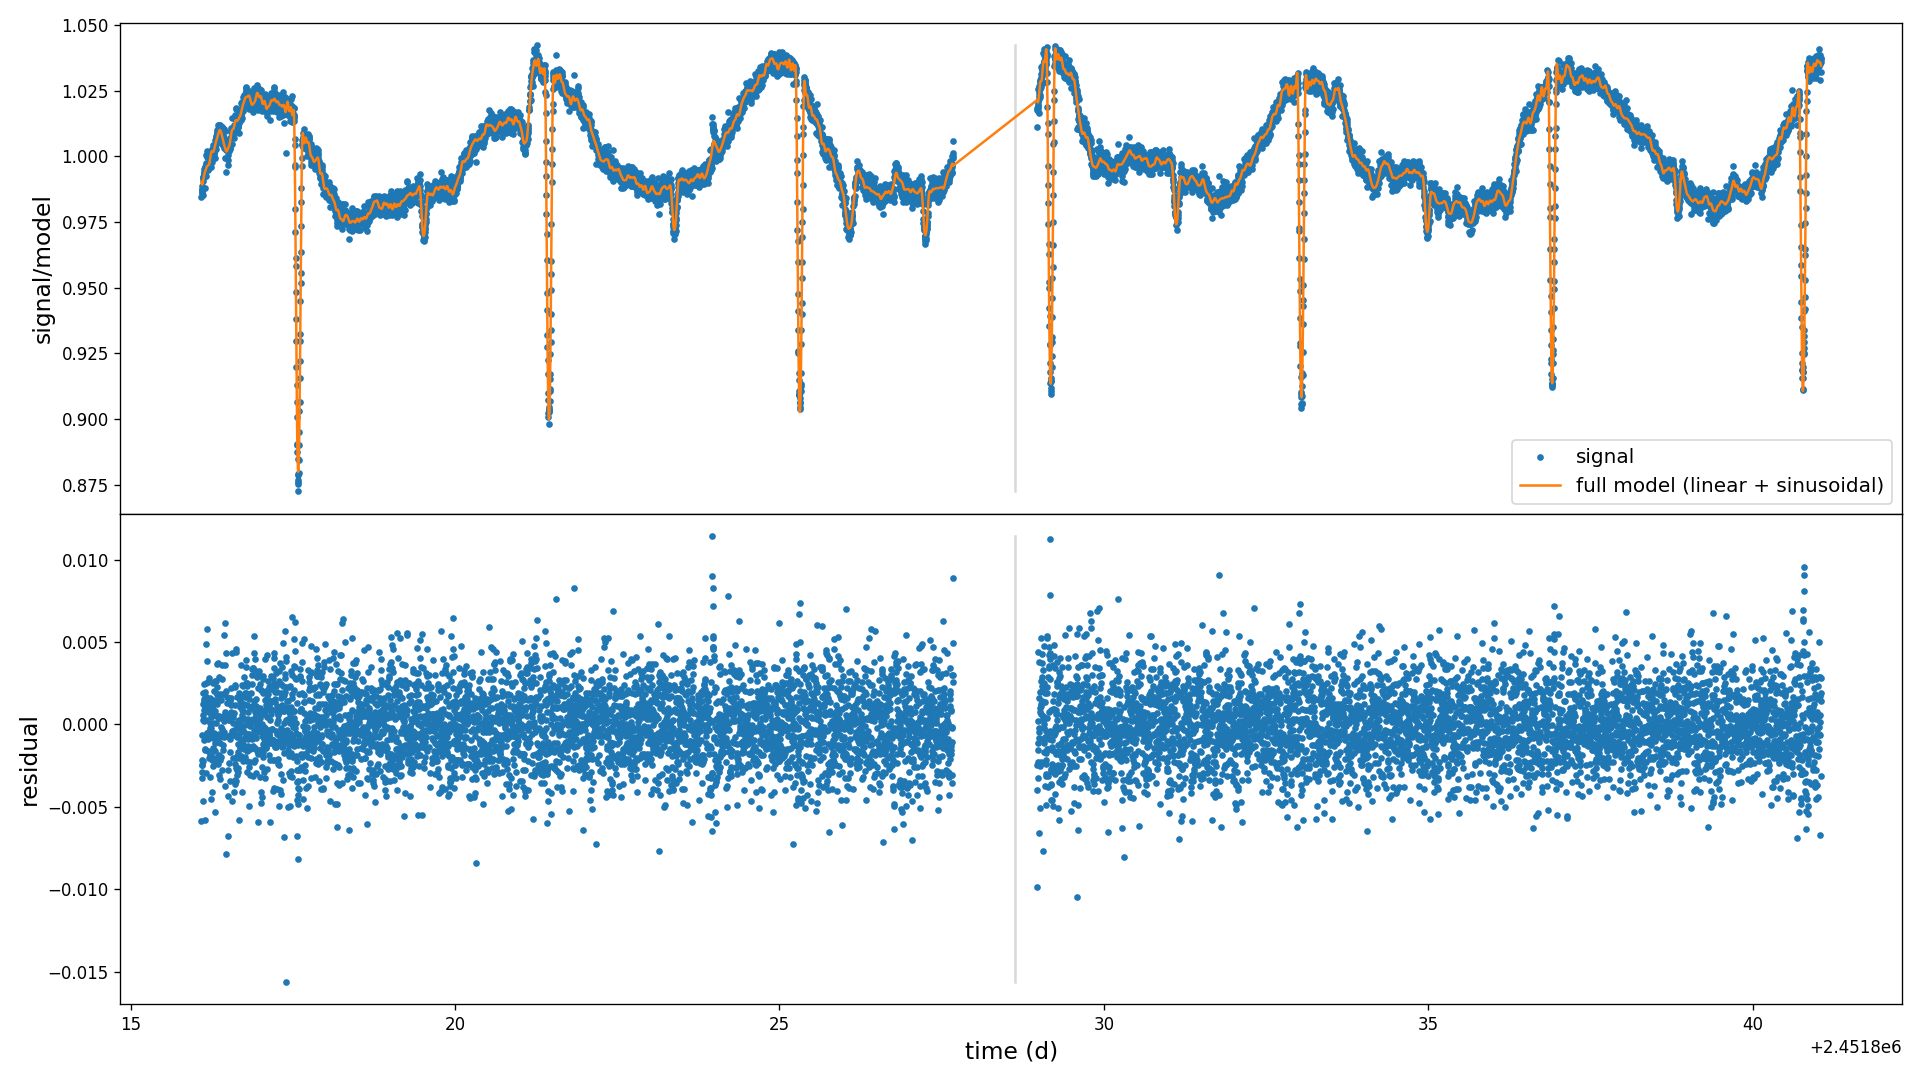 1.050
1.025
1.000
0.975
0.950
0.925
0.900
0.875
signal/model
signal
full model (linear + sinusoidal)
0.010
0.005
0.000
−0.005
−0.010
−0.015
residual
15 20 25 30 35 40
time (d)
+2.4518e6